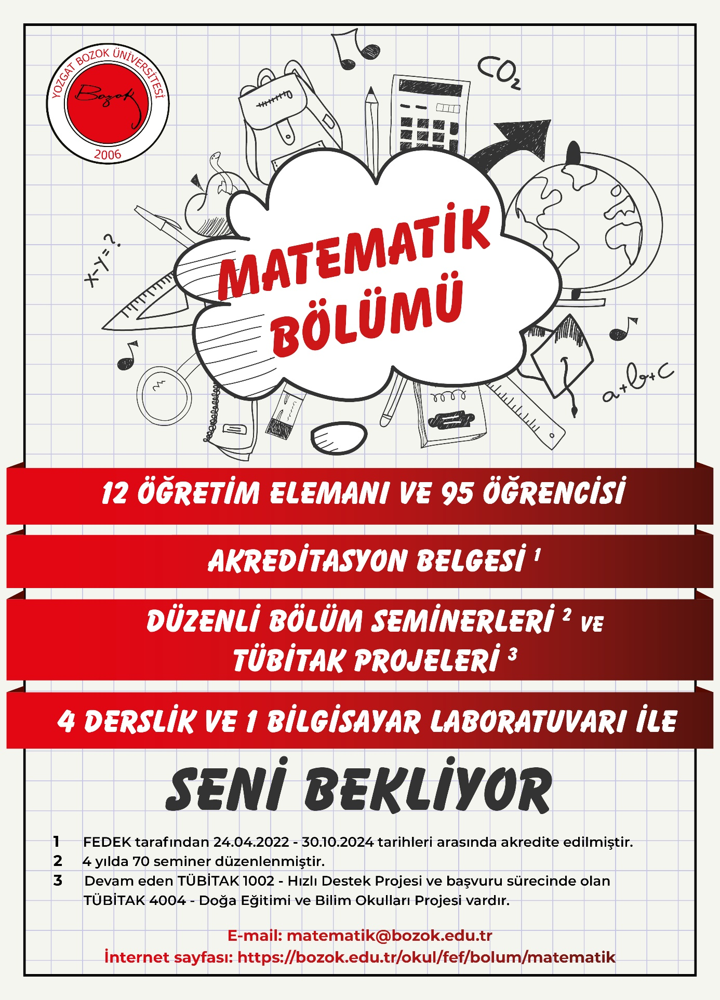 YOZGAT BOZOK ÜNİVERSİTESİ
Bozok
2006
CO₂
x-y=?
MATEMATİK
BÖLÜMÜ
a+b+c
12 ÖĞRETİM ELEMANI VE 95 ÖĞRENCİSİ
AKREDİTASYON BELGESİ ¹
DÜZENLİ BÖLÜM SEMİNERLERİ ² VE
TÜBİTAK PROJELERİ ³
4 DERSLİK VE 1 BİLGİSAYAR LABORATUVARI İLE
SENİ BEKLİYOR
1 FEDEK tarafından 24.04.2022 - 30.10.2024 tarihleri arasında akredite edilmiştir.
2 4 yılda 70 seminer düzenlenmiştir.
3 Devam eden TÜBİTAK 1002 - Hızlı Destek Projesi ve başvuru sürecinde olan
TÜBİTAK 4004 - Doğa Eğitimi ve Bilim Okulları Projesi vardır.
E-mail: matematik@bozok.edu.tr
İnternet sayfası: https://bozok.edu.tr/okul/fef/bolum/matematik